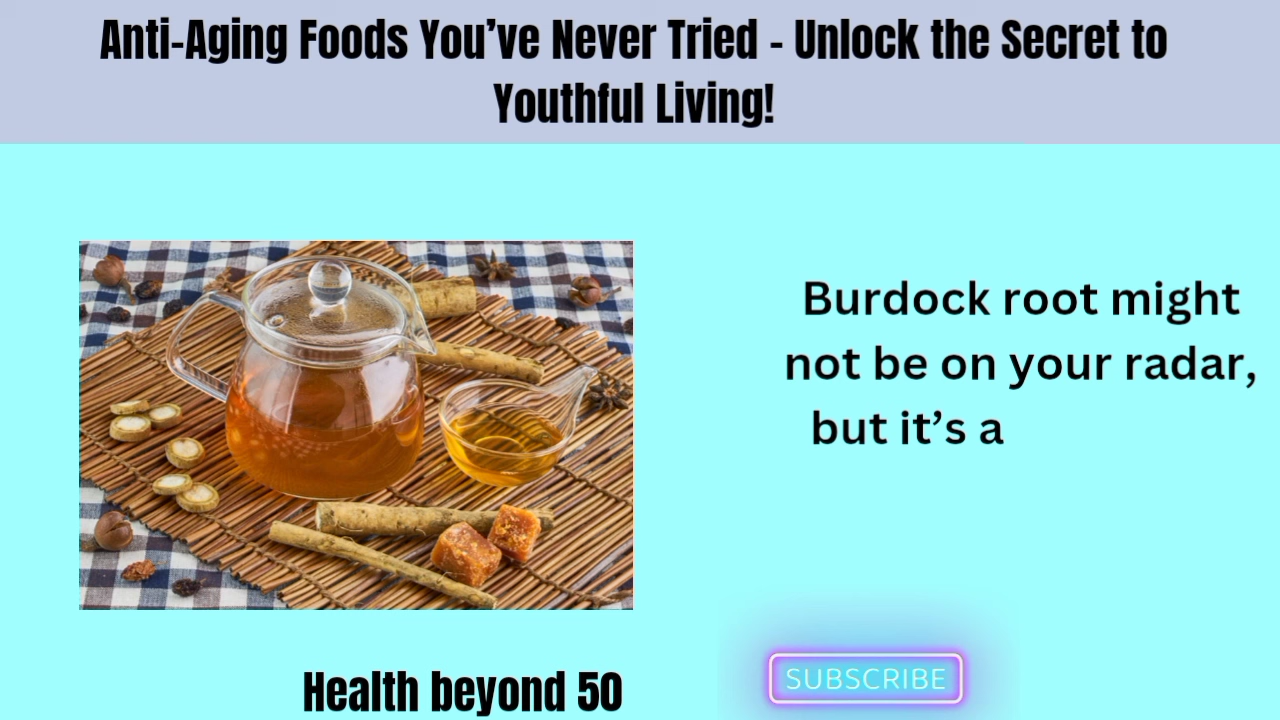 Anti-Aging Foods You’ve Never Tried - Unlock the Secret to
Youthful Living!
Burdock root might
not be on your radar,
but it’s a
Health beyond 50
SUBSCRIBE